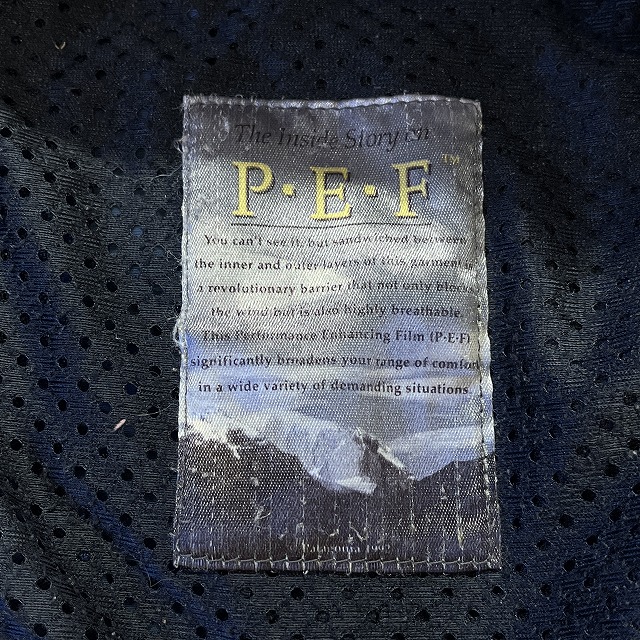 The Inside Story on
P·E·F™
You can't see it, but sandwiched between
the inner and outer layers of this garment is
a revolutionary barrier that not only blocks
the wind but is also highly breathable.
This Performance Enhancing Film (P·E·F)
significantly broadens your range of comfort
in a wide variety of demanding situations.